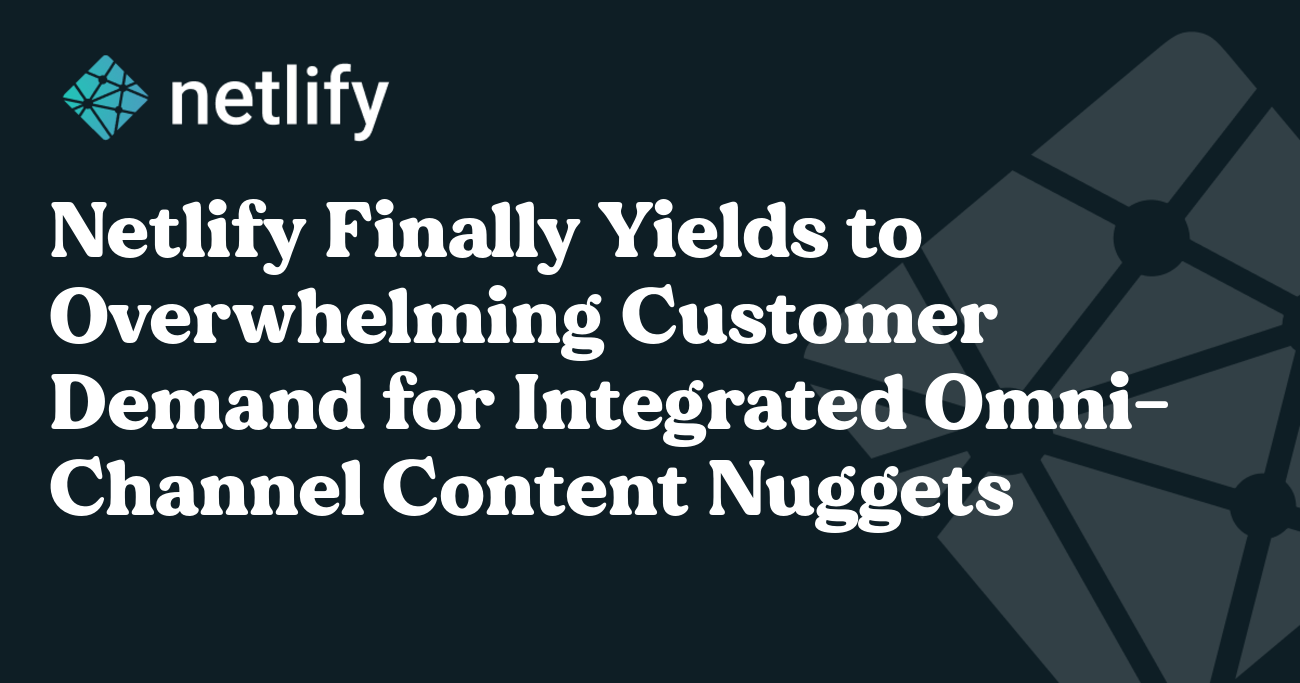 netlify
Netlify Finally Yields to
Overwhelming Customer
Demand for Integrated Omni-
Channel Content Nuggets